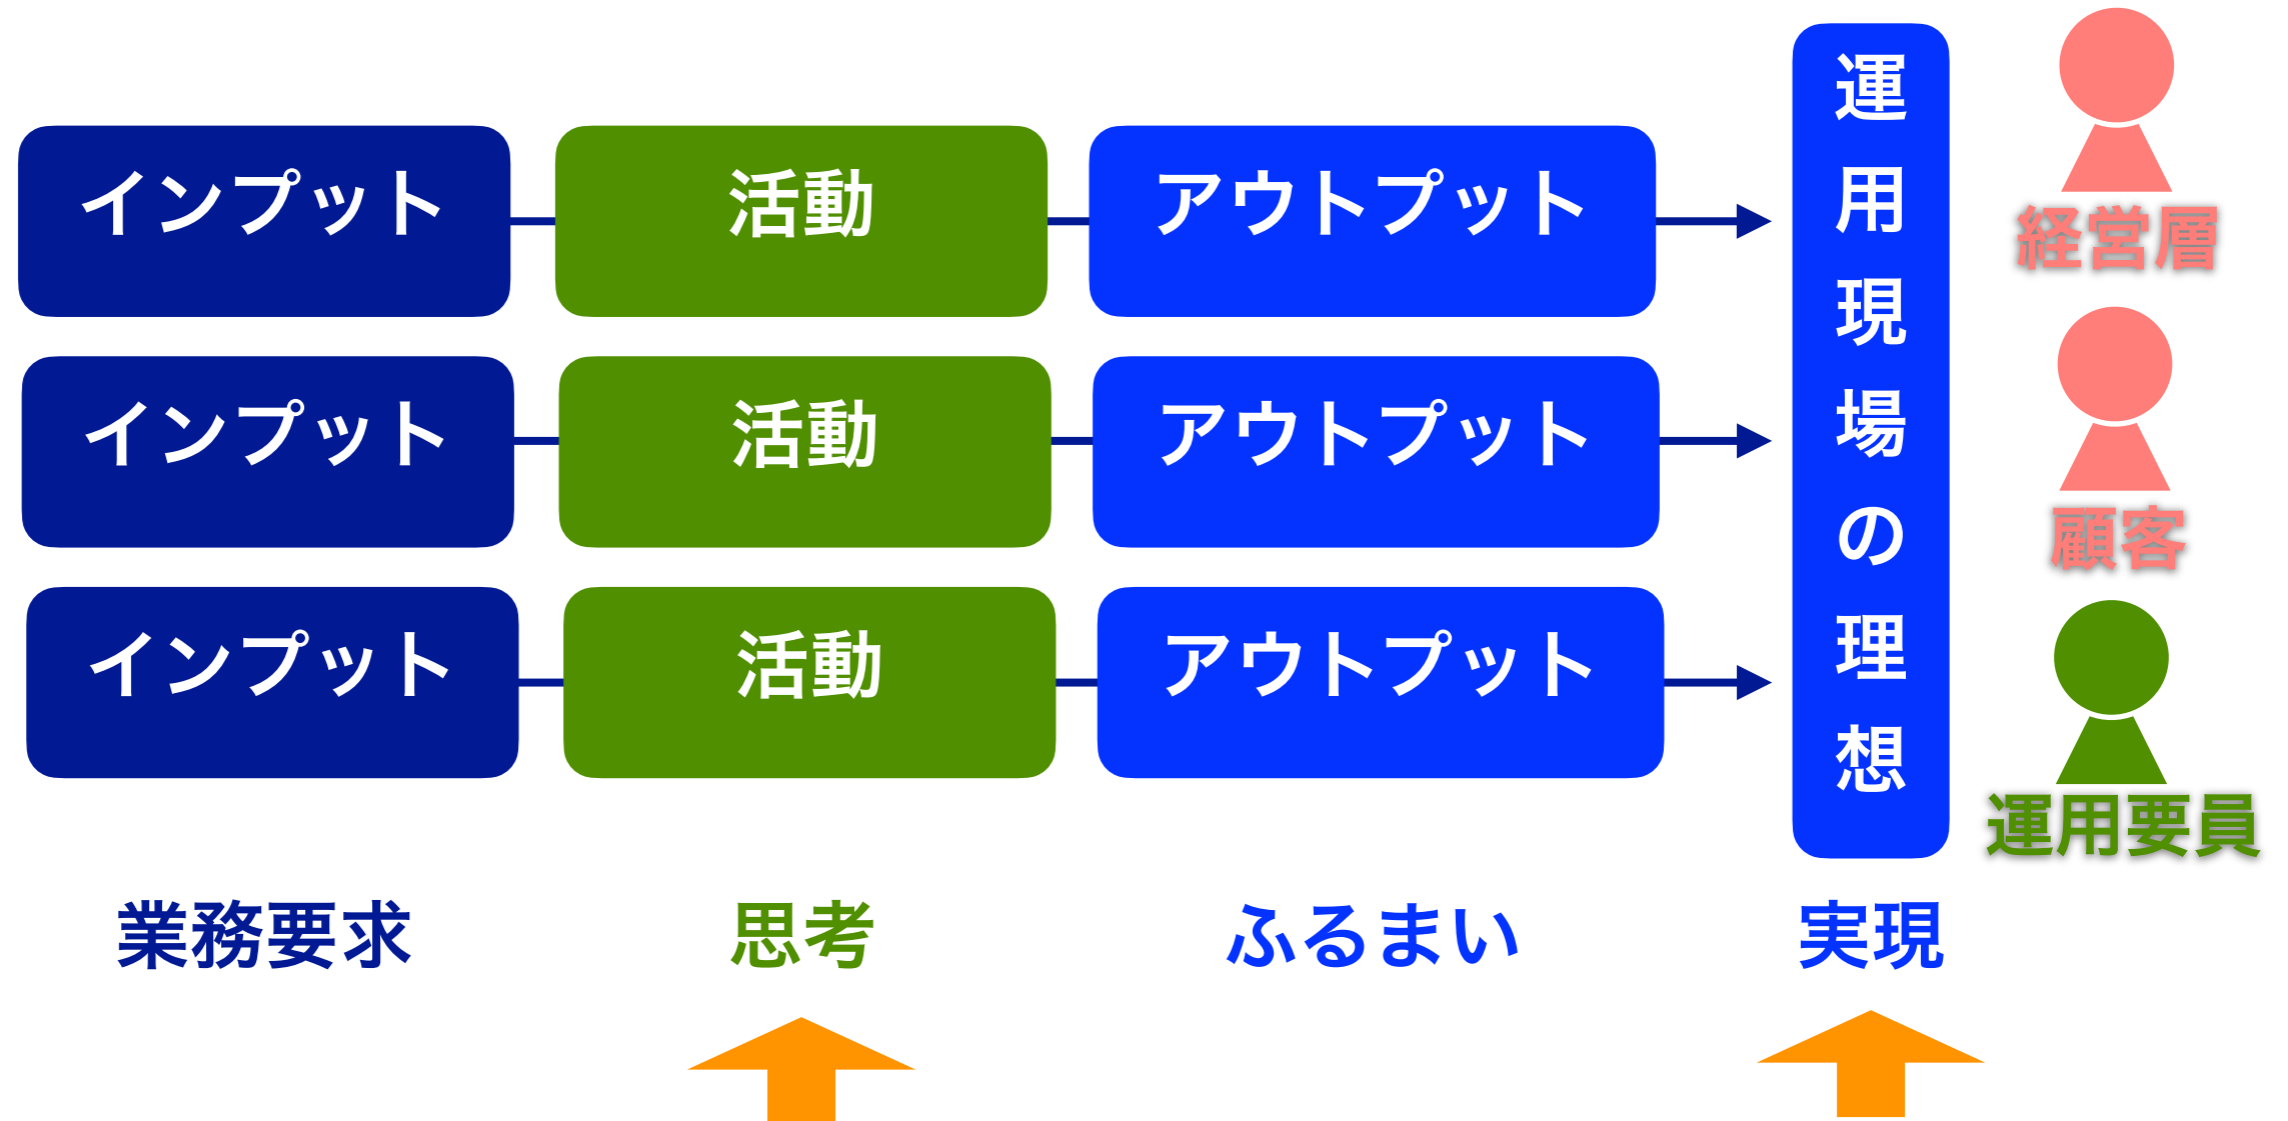 インプット
活動
アウトプット
インプット
活動
アウトプット
インプット
活動
アウトプット
運用現場の理想
経営層
顧客
運用要員
業務要求
思考
ふるまい
実現